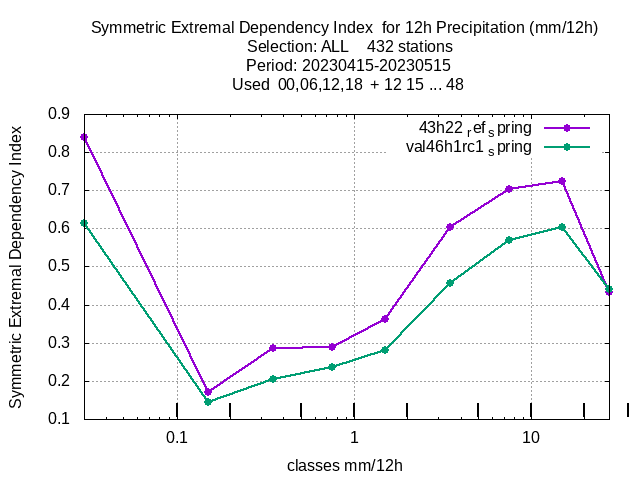 Symmetric Extremal Dependency Index  for 12h Precipitation (mm/12h)
Selection: ALL    432 stations
Period: 20230415-20230515
Used  00,06,12,18  + 12 15 ... 48
43h22 refspring
val46h1rc1 spring
0.9
0.8
0.7
0.6
0.5
0.4
0.3
0.2
0.1
Symmetric Extremal Dependency Index
0.1 1 10
classes mm/12h